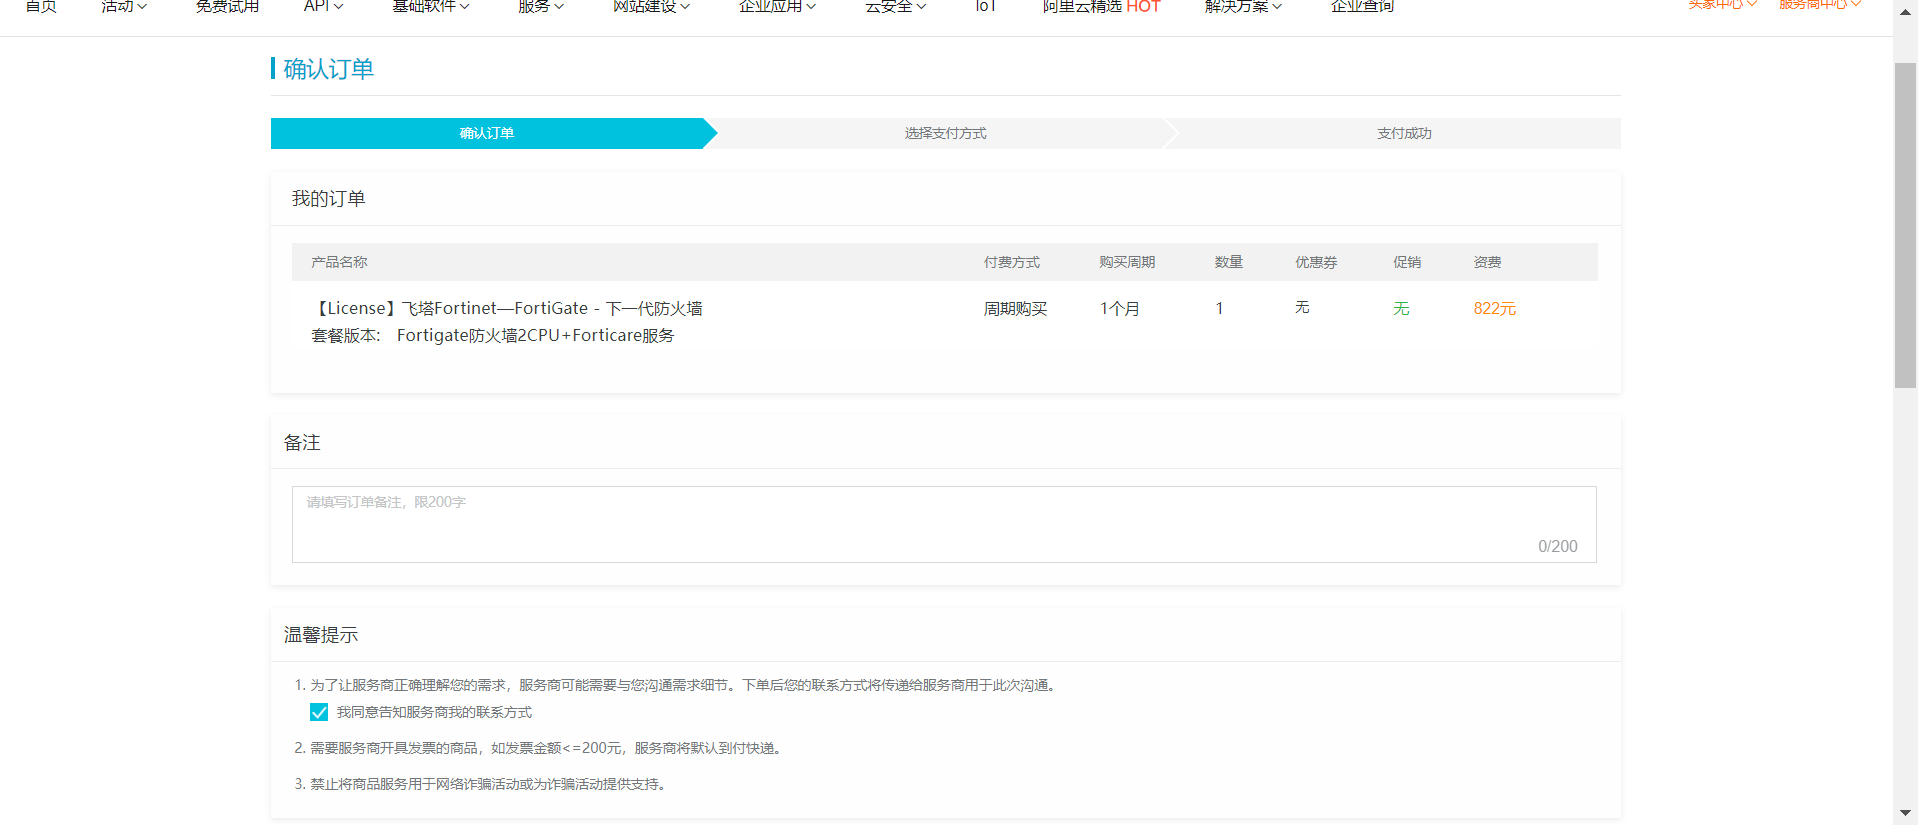 首页 活动 免费试用 API 基础软件 服务 网站建设 企业应用 云安全 IoT 阿里云精选 HOT 解决方案 企业查询 买家中心 服务商中心
确认订单
确认订单 选择支付方式 支付成功
我的订单
产品名称 付费方式 购买周期 数量 优惠券 促销 资费
【License】飞塔Fortinet—FortiGate - 下一代防火墙 周期购买 1个月 1 无 无 822元
套餐版本: Fortigate防火墙2CPU+Forticare服务
备注
请填写订单备注，限200字
0/200
温馨提示
1. 为了让服务商正确理解您的需求，服务商可能需要与您沟通需求细节。下单后您的联系方式将传递给服务商用于此次沟通。
我同意告知服务商我的联系方式
2. 需要服务商开具发票的商品，如发票金额<=200元，服务商将默认到付快递。
3. 禁止将商品服务用于网络诈骗活动或为诈骗活动提供支持。